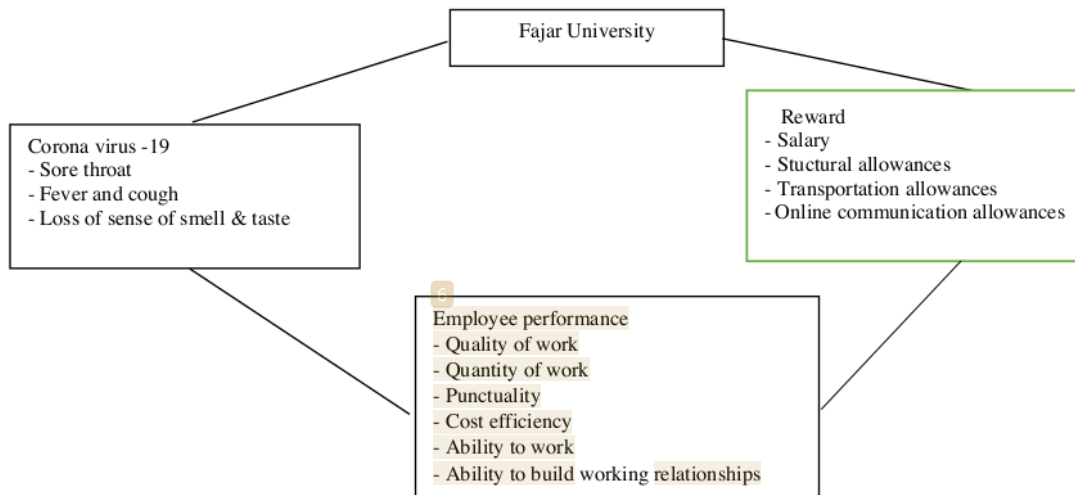 Fajar University
Corona virus -19
- Sore throat
- Fever and cough
- Loss of sense of smell & taste
Reward
- Salary
- Stuctural allowances
- Transportation allowances
- Online communication allowances
6
Employee performance
- Quality of work
- Quantity of work
- Punctuality
- Cost efficiency
- Ability to work
- Ability to build working relationships